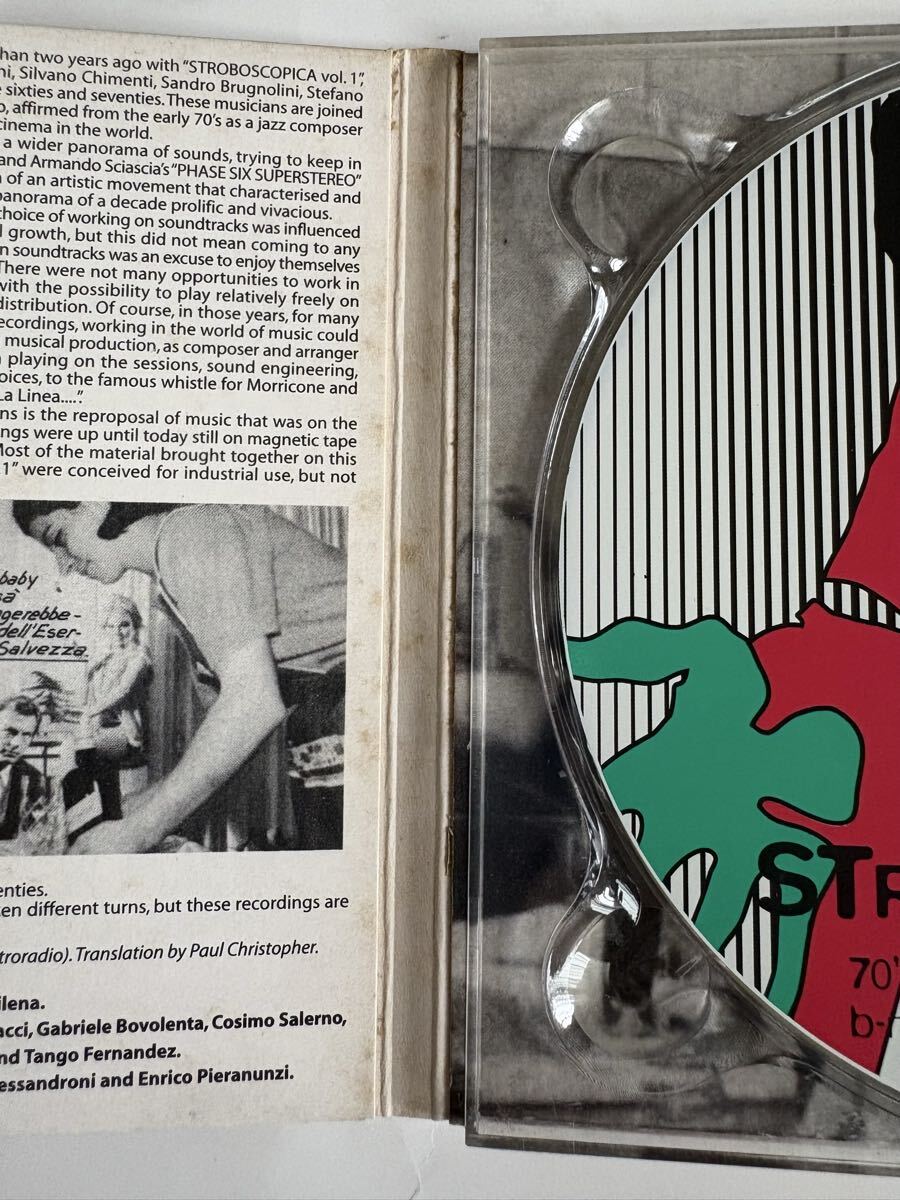 han two years ago with "STROBOSCOPICA vol. 1",
ni, Silvano Chimenti, Sandro Brugnolini, Stefano
e sixties and seventies. These musicians are joined
o, affirmed from the early 70's as a jazz composer
cinema in the world.
a wider panorama of sounds, trying to keep in
and Armando Sciascia's "PHASE SIX SUPERSTEREO"
n of an artistic movement that characterised and
panorama of a decade prolific and vivacious.
choice of working on soundtracks was influenced
l growth, but this did not mean coming to any
n soundtracks was an excuse to enjoy themselves
There were not many opportunities to work in
with the possibility to play relatively freely on
distribution. Of course, in those years, for many
ecordings, working in the world of music could
musical production, as composer and arranger
n playing on the sessions, sound engineering,
oices, to the famous whistle for Morricone and
La Linea....".
ns is the reproposal of music that was on the
ngs were up until today still on magnetic tape
Most of the material brought together on this
1" were conceived for industrial use, but not
baby
sà
gerebbe-
dell'Eser-
Salvezza
enties.
en different turns, but these recordings are
troradio). Translation by Paul Christopher.
ilena.
acci, Gabriele Bovolenta, Cosimo Salerno,
nd Tango Fernandez.
essandroni and Enrico Pieranunzi.
STR
70'
b-